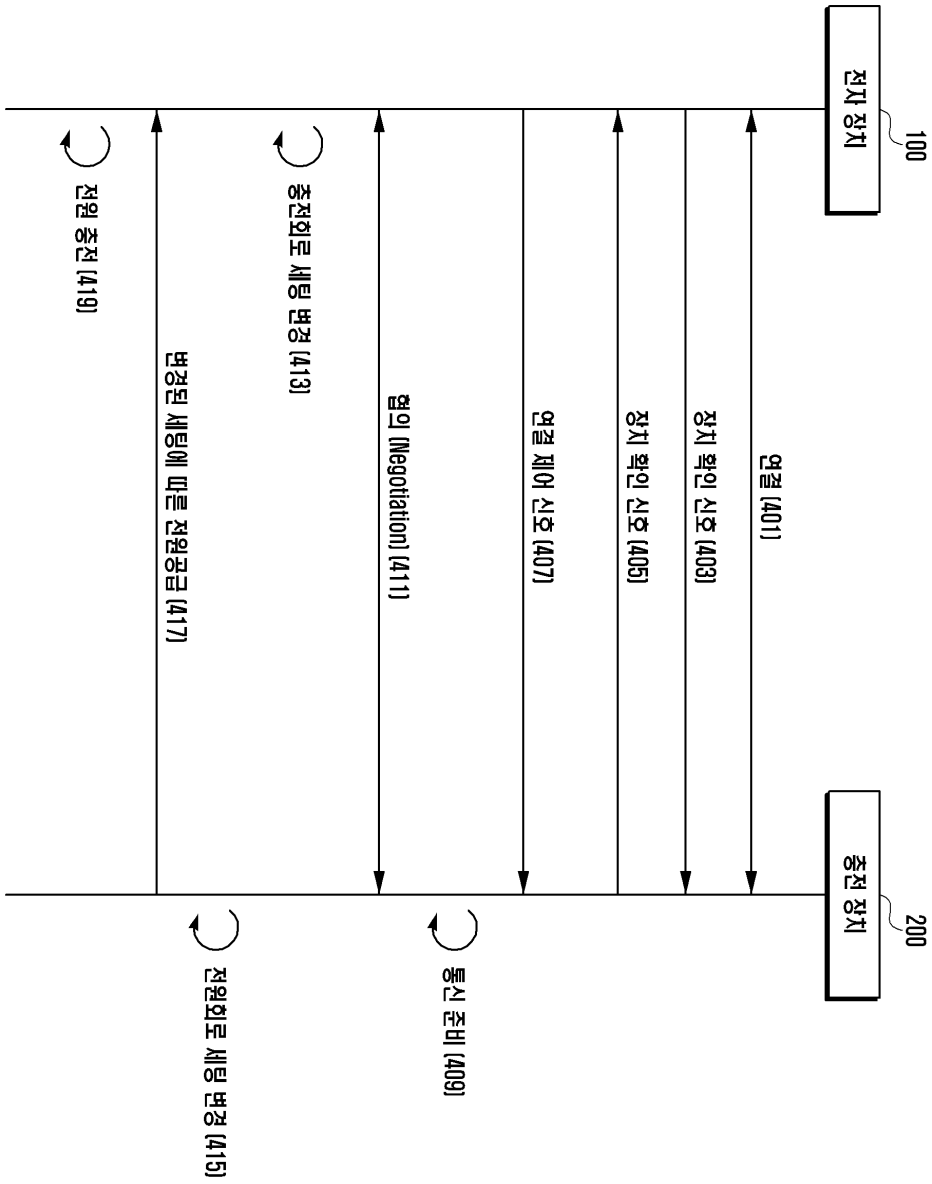 100
전자 장치
200
충전 장치
연결 (401)
장치 확인 신호 (403)
장치 확인 신호 (405)
연결 제어 신호 (407)
통신 준비 (409)
협의 (Negotiation) (411)
충전회로 세팅 변경 (413)
전원회로 세팅 변경 (415)
변경된 세팅에 따른 전원공급 (417)
전원 충전 (419)